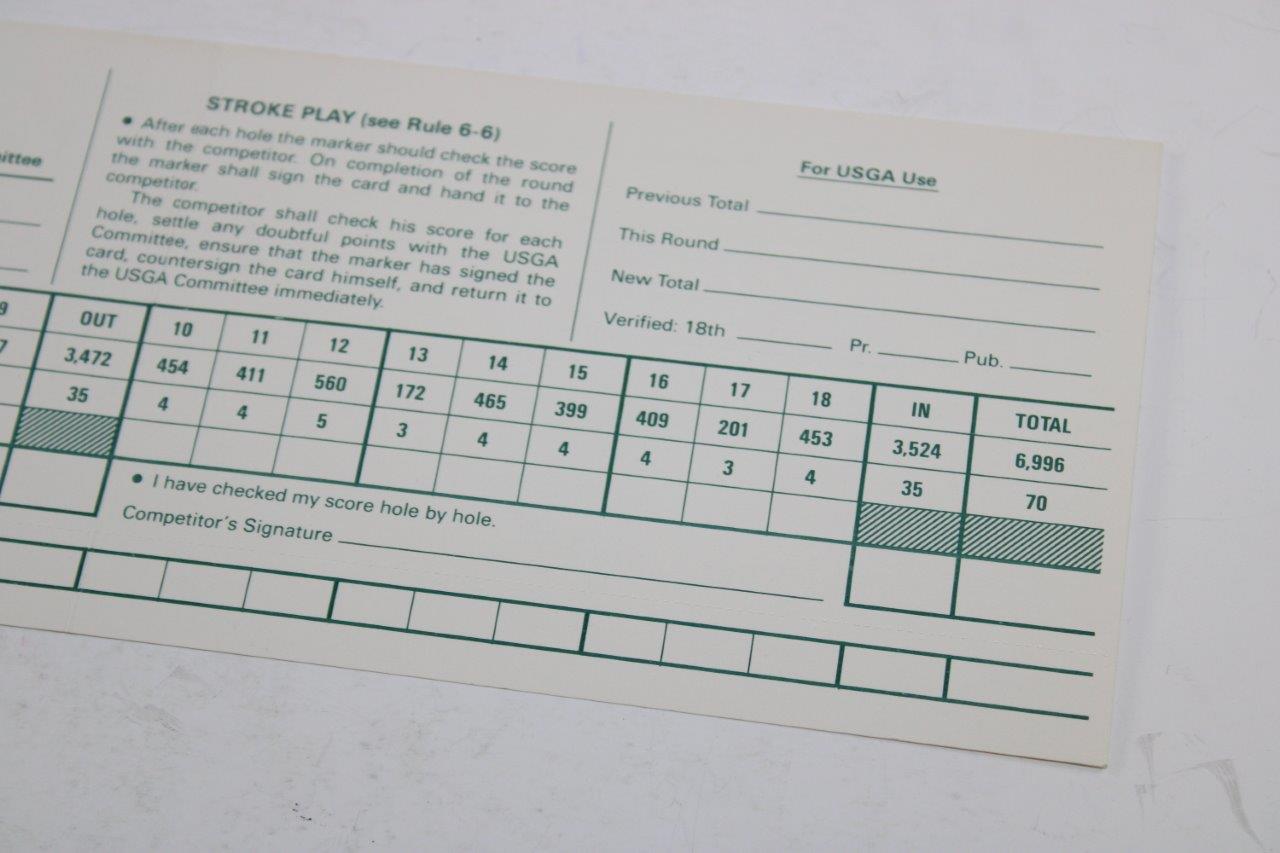 STROKE PLAY (see Rule 6-6)
• After each hole the marker should check the score
with the competitor. On completion of the round
the marker shall sign the card and hand it to the
competitor.
The competitor shall check his score for each
hole, settle any doubtful points with the USGA
Committee, ensure that the marker has signed the
card, countersign the card himself, and return it to
the USGA Committee immediately.
For USGA Use
Previous Total
This Round
New Total
Verified: 18th Pr. Pub.
ittee
9 OUT 10 11 12 13 14 15 16 17 18 IN TOTAL
7 3,472 454 411 560 172 465 399 409 201 453 3,524 6,996
35 4 4 5 3 4 4 4 3 4 35 70
• I have checked my score hole by hole.
Competitor's Signature